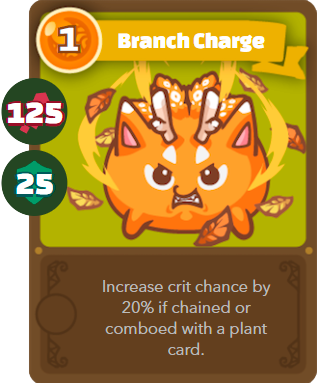 1
Branch Charge
125
25
Increase crit chance by
20% if chained or
comboed with a plant
card.